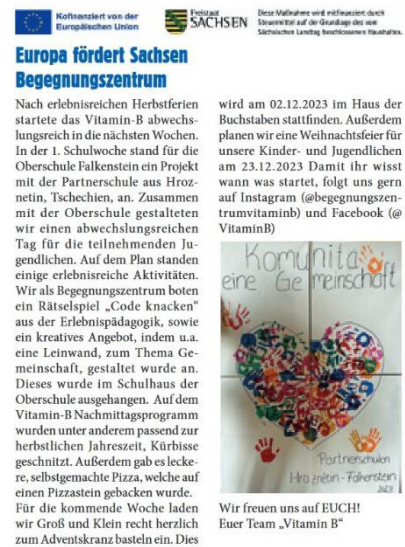 Kofinanziert von der
Europäischen Union
Freistaat
SACHSEN
Diese Maßnahme wird mitfinanziert durch
Steuermittel auf der Grundlage des vom
Sächsischen Landtag beschlossenen Haushaltes.
Europa fördert Sachsen
Begegnungszentrum
Nach erlebnisreichen Herbstferien
startete das Vitamin-B abwechs-
lungsreich in die nächsten Wochen.
In der 1. Schulwoche stand für die
Oberschule Falkenstein ein Projekt
mit der Partnerschule aus Hroz-
netin, Tschechien, an. Zusammen
mit der Oberschule gestalteten
wir einen abwechslungsreichen
Tag für die teilnehmenden Ju-
gendlichen. Auf dem Plan standen
einige erlebnisreiche Aktivitäten.
Wir als Begegnungszentrum boten
ein Rätselspiel „Code knacken"
aus der Erlebnispädagogik, sowie
ein kreatives Angebot, indem u.a.
eine Leinwand, zum Thema Ge-
meinschaft, gestaltet wurde an.
Dieses wurde im Schulhaus der
Oberschule ausgehangen. Auf dem
Vitamin-B Nachmittagsprogramm
wurden unter anderem passend zur
herbstlichen Jahreszeit, Kürbisse
geschnitzt. Außerdem gab es lecke-
re, selbstgemachte Pizza, welche auf
einen Pizzastein gebacken wurde.
Für die kommende Woche laden
wir Groß und Klein recht herzlich
zum Adventskranz basteln ein. Dies
wird am 02.12.2023 im Haus der
Buchstaben stattfinden. Außerdem
planen wir eine Weihnachtsfeier für
unsere Kinder- und Jugendlichen
am 23.12.2023 Damit ihr wisst
wann was startet, folgt uns gern
auf Instagram (@begegnungszen-
trumvitaminb) und Facebook (@
VitaminB)
Komunita
eine Gemeinschaft
Partnerschulen
Hroznětín - Falkenstein
2023
Wir freuen uns auf EUCH!
Euer Team „Vitamin B"